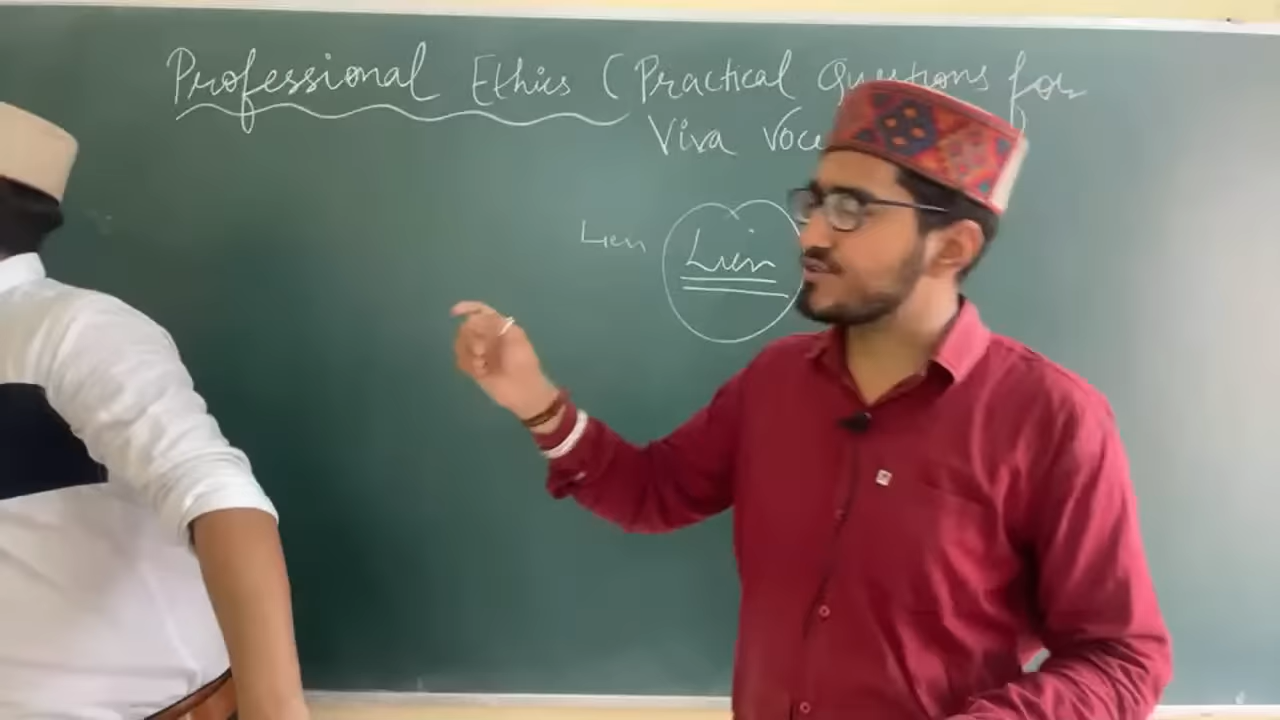 Professional Ethics (Practical Questions for
Viva Voce
Lien
Lien